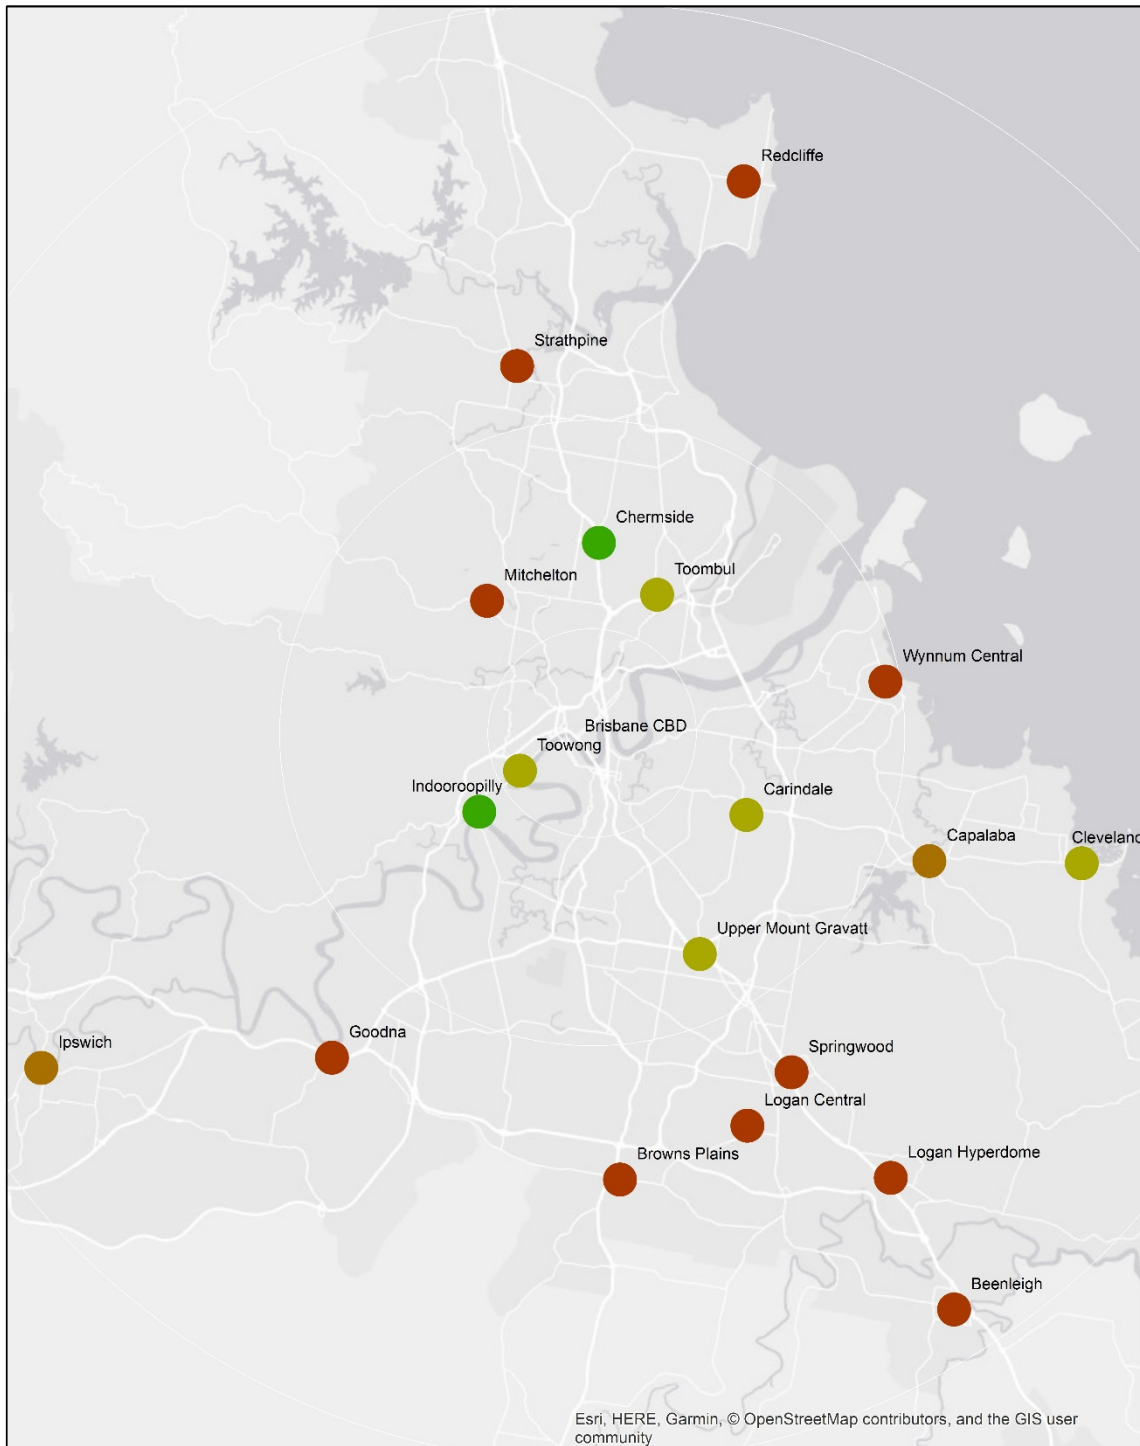 Redcliffe
Strathpine
Chermside
Toombul
Mitchelton
Wynnum Central
Brisbane CBD
Toowong
Indooroopilly
Carindale
Capalaba
Cleveland
Upper Mount Gravatt
Goodna
Ipswich
Springwood
Logan Central
Browns Plains
Logan Hyperdome
Beenleigh
Esri, HERE, Garmin, © OpenStreetMap contributors, and the GIS user
community